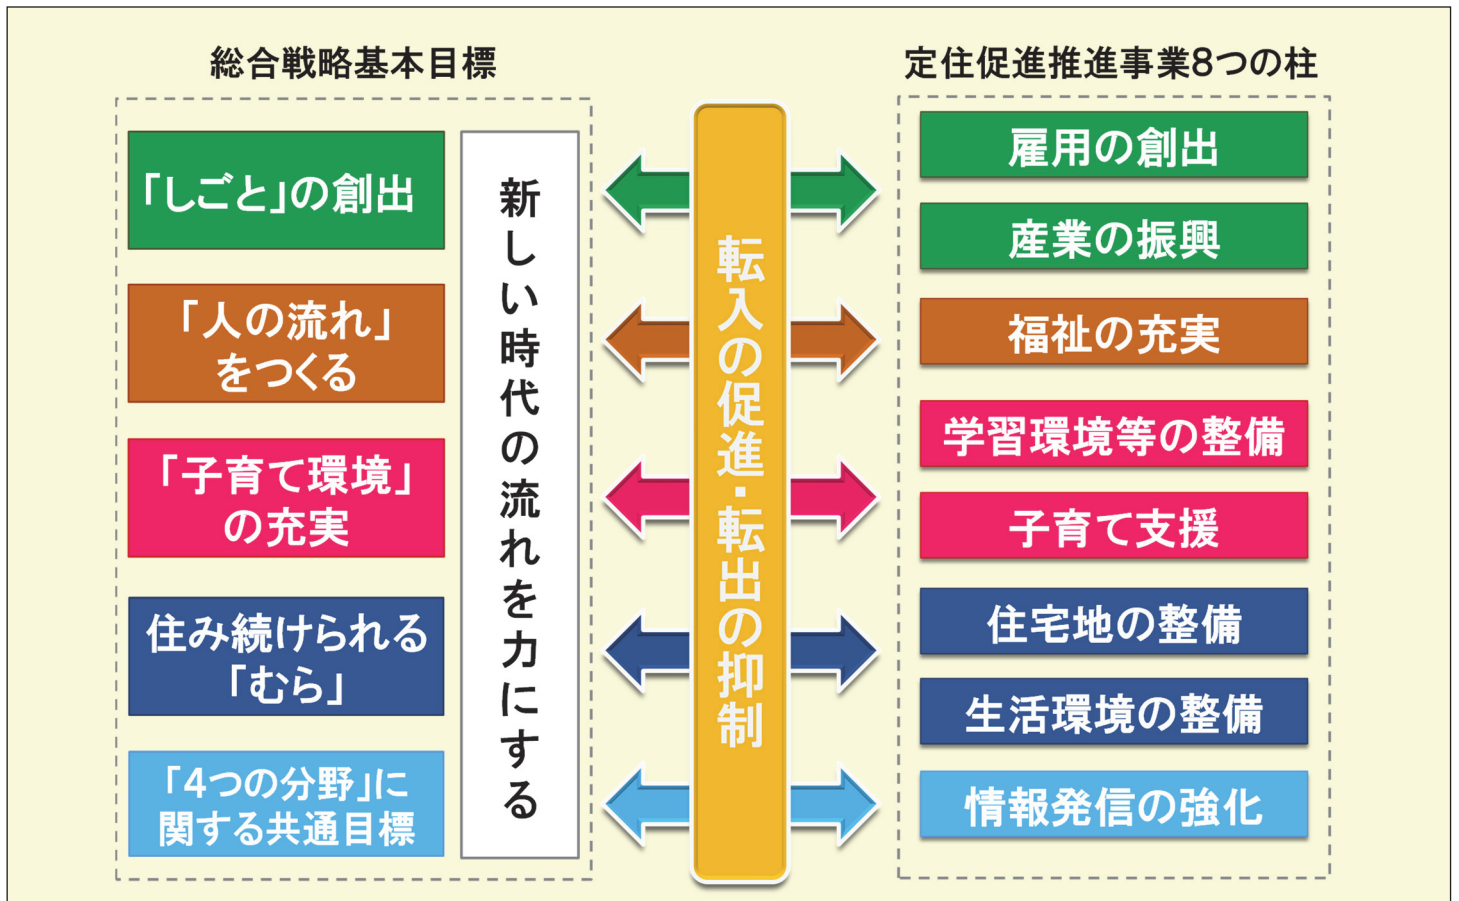 総合戦略基本目標
「しごと」の創出
「人の流れ」
をつくる
「子育て環境」
の充実
住み続けられる
「むら」
「4つの分野」に
関する共通目標
新しい時代の流れを力にする
転入の促進・転出の抑制
定住促進推進事業8つの柱
雇用の創出
産業の振興
福祉の充実
学習環境等の整備
子育て支援
住宅地の整備
生活環境の整備
情報発信の強化